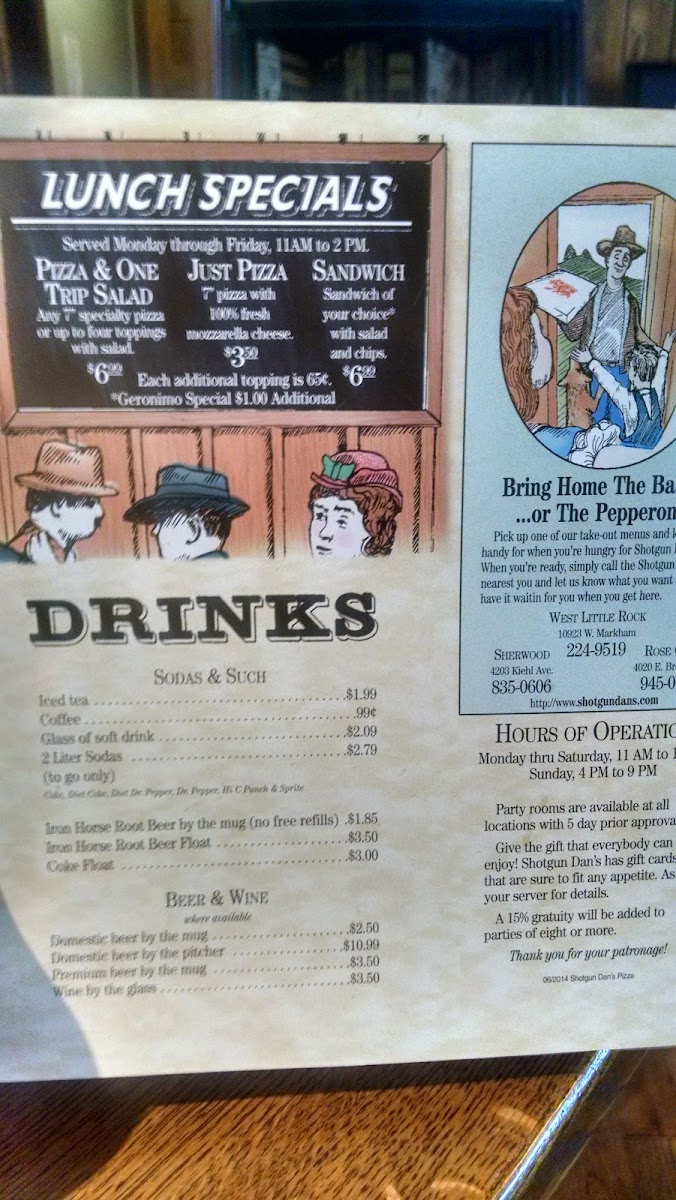 LUNCH SPECIALS
Served Monday through Friday, 11AM to 2 PM.
PIZZA & ONE
TRIP SALAD
Any 7" specialty pizza
or up to four toppings
with salad.
$6.99
JUST PIZZA
7" pizza with
100% fresh
mozzarella cheese.
$3.50
SANDWICH
Sandwich of
your choice*
with salad
and chips.
$6.99
Each additional topping is 65¢.
*Geronimo Special $1.00 Additional
DRINKS
SODAS & SUCH
Iced tea $1.99
Coffee .99¢
Glass of soft drink $2.09
2 Liter Sodas $2.79
(to go only)
Coke, Diet Coke, Diet Dr. Pepper, Dr. Pepper, Hi C Punch & Sprite
Iron Horse Root Beer by the mug (no free refills) .$1.85
Iron Horse Root Beer Float $3.50
Coke Float $3.00
BEER & WINE
where available
Domestic beer by the mug $2.50
Domestic beer by the pitcher $10.99
Premium beer by the mug $3.50
Wine by the glass $3.50
Bring Home The
...or The
Pick up one of our take-out menus and
handy for when you're hungry for Shotgun
When you're ready, simply call the Shotgun
nearest you and let us know what you want
have it waitin for you when you get here.
WEST LITTLE ROCK
10923 W. Markham
224-9519
SHERWOOD
4203 Kiehl Ave.
835-0606
ROSE
4020 E.
945-0
http://www.shotgundans.com
HOURS OF
Monday thru Saturday, 11 AM to
Sunday, 4 PM to 9 PM
Party rooms are available at all
locations with 5 day prior
Give the gift that everybody can
enjoy! Shotgun Dan's has gift cards
that are sure to fit any appetite.
your server for details.
A 15% gratuity will be added to
parties of eight or more.
Thank you for your patronage!
06/2014 Shotgun Dan's Pizza